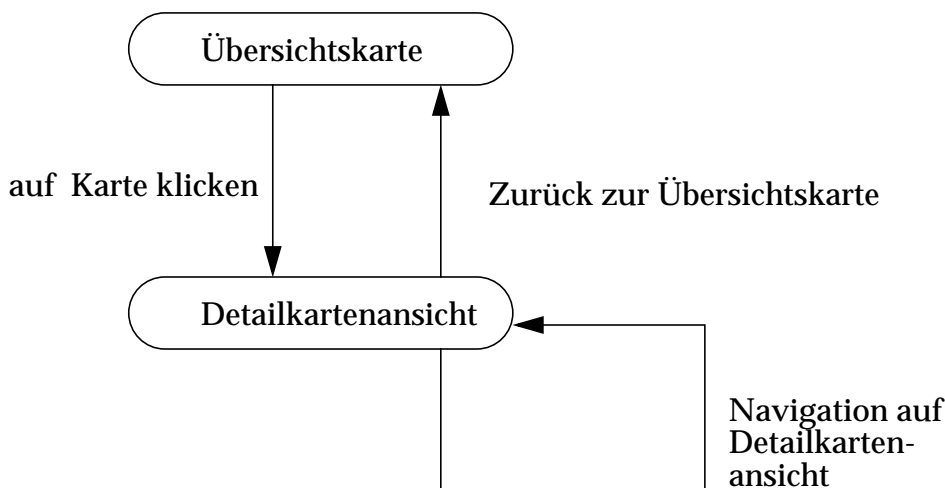 Übersichtskarte
auf Karte klicken
Zurück zur Übersichtskarte
Detailkartenansicht
Navigation auf
Detailkarten-
ansicht